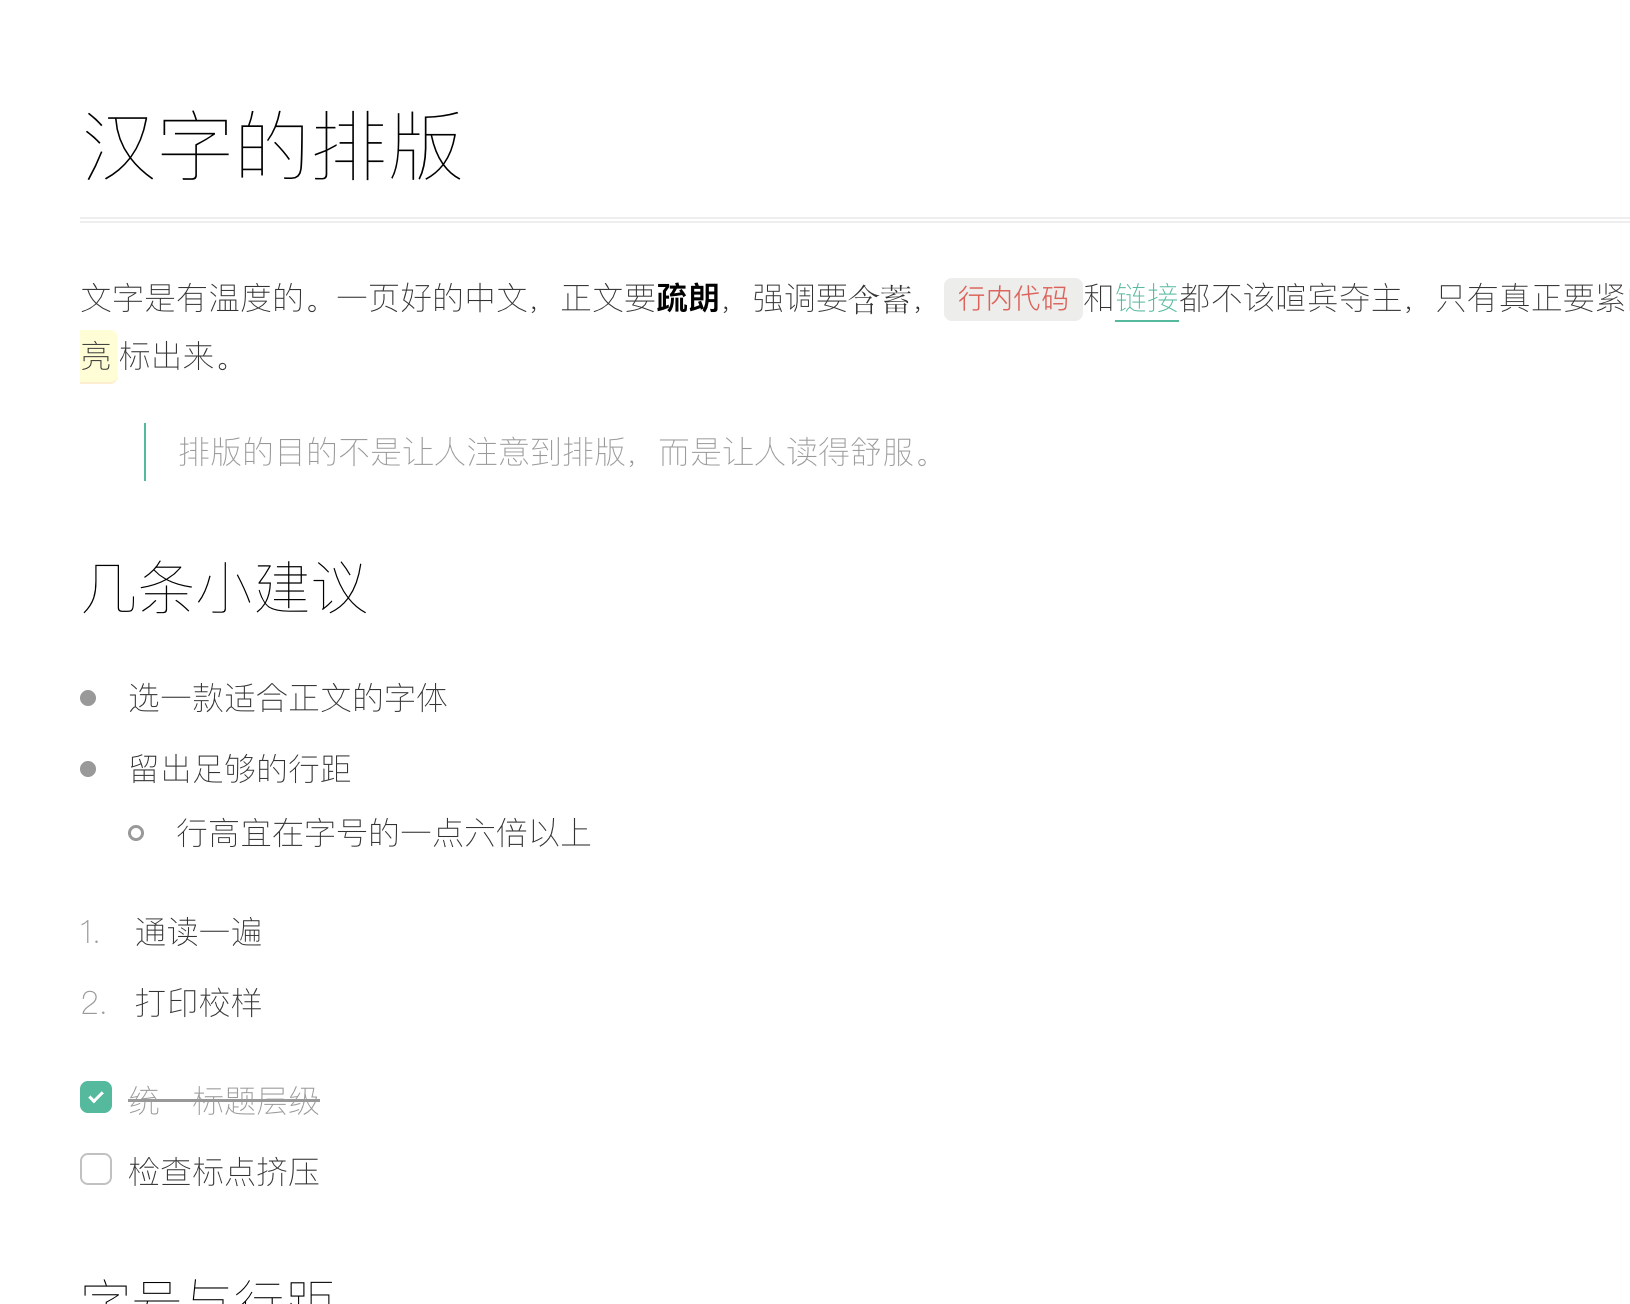 汉字的排版
文字是有温度的。一页好的中文，正文要疏朗，强调要含蓄，行内代码和链接都不该喧宾夺主，只有真正要紧
亮标出来。
排版的目的不是让人注意到排版，而是让人读得舒服。
几条小建议
选一款适合正文的字体
留出足够的行距
行高宜在字号的一点六倍以上
1. 通读一遍
2. 打印校样
统一标题层级
检查标点挤压
字号与行距